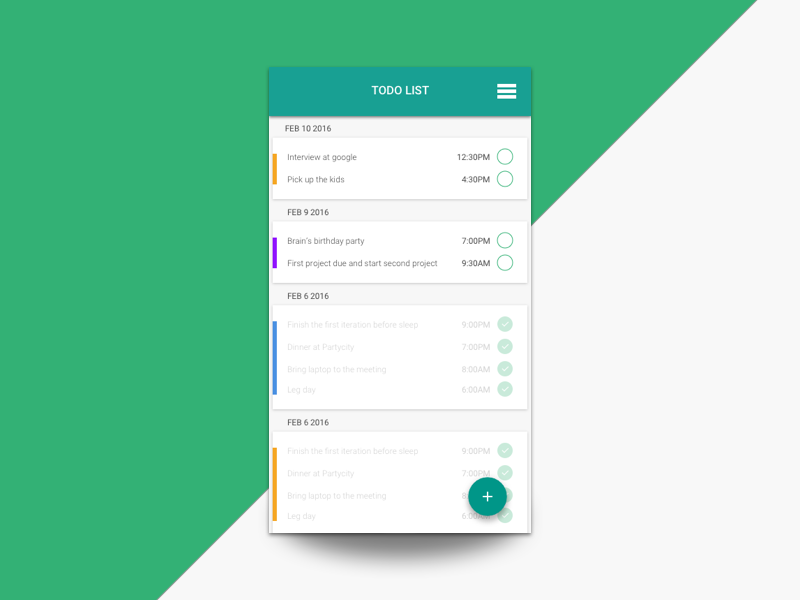 TODO LIST
FEB 10 2016
Interview at google 12:30PM
Pick up the kids 4:30PM
FEB 9 2016
Brain's birthday party 7:00PM
First project due and start second project 9:30AM
FEB 6 2016
Finish the first iteration before sleep 9:00PM
Dinner at Partycity 7:00PM
Bring laptop to the meeting 8:00AM
Leg day 6:00AM
FEB 6 2016
Finish the first iteration before sleep 9:00PM
Dinner at Partycity 7:00PM
Bring laptop to the meeting
Leg day